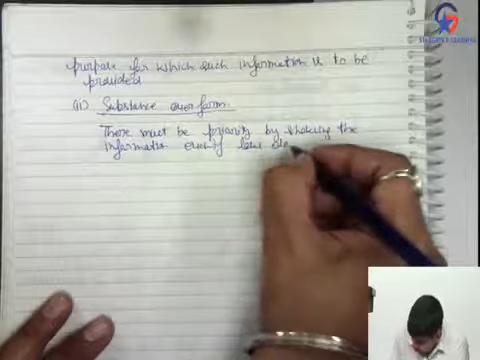 purpose for which such information is to be
provided
(ii) Substance over form
There must be priority by showing the
information even if law